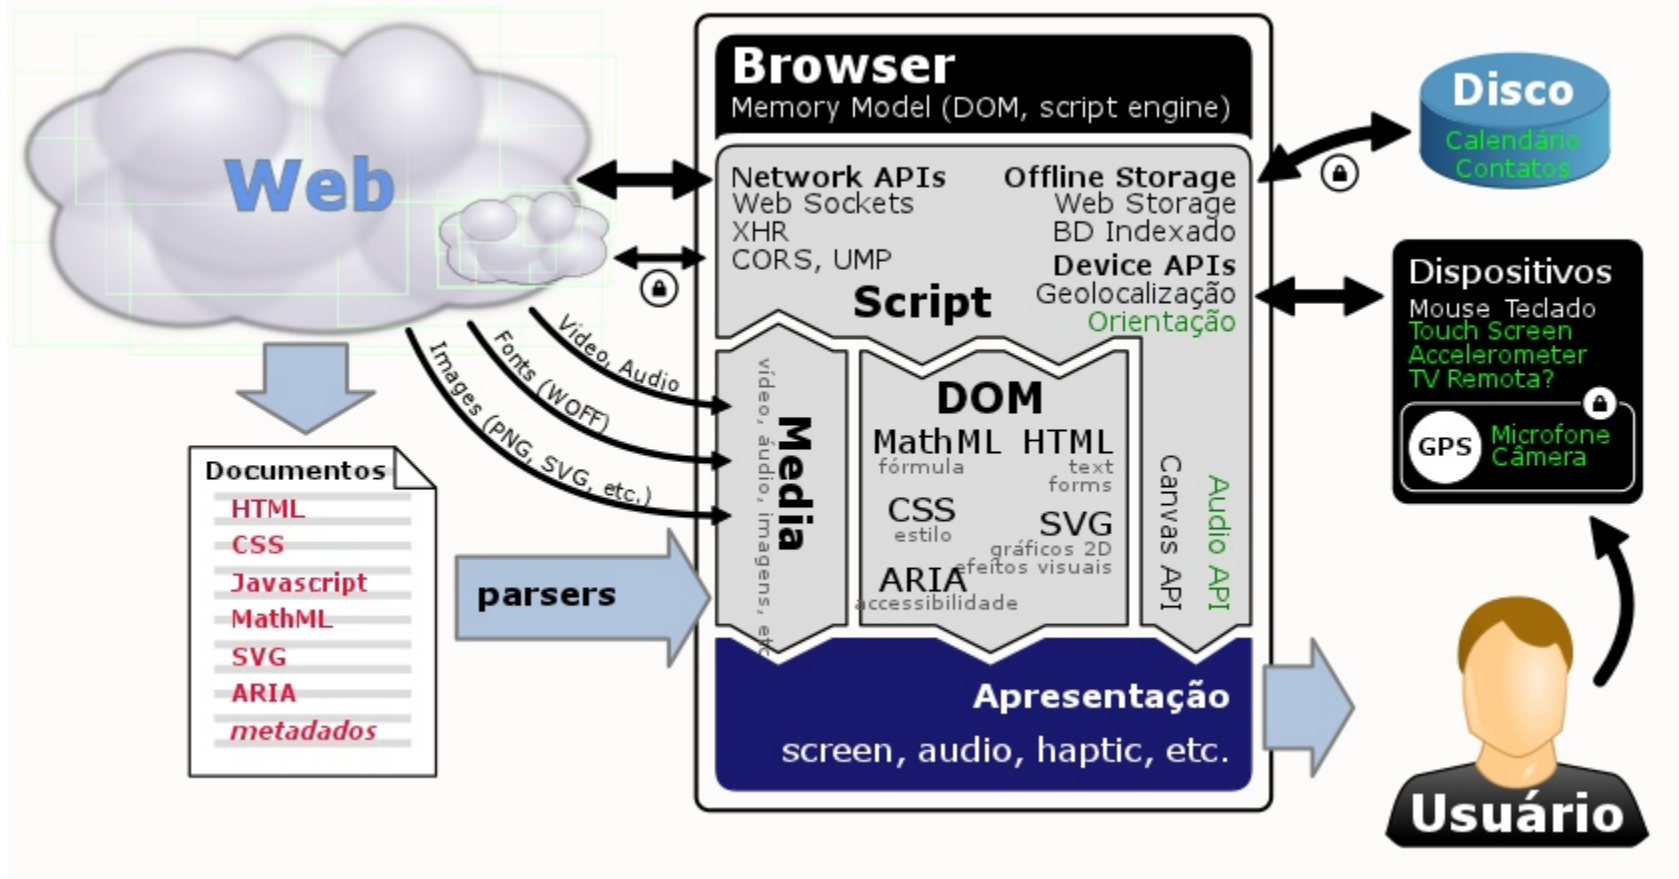 Web
Video, Audio
Fonts (WOFF)
Images (PNG, SVG, etc.)
Documentos
HTML
CSS
Javascript
MathML
SVG
ARIA
metadados
parsers
Browser
Memory Model (DOM, script engine)
Network APIs
Web Sockets
XHR
CORS, UMP
Offline Storage
Web Storage
BD Indexado
Device APIs
Geolocalização
Orientação
Script
Media
vídeo, áudio, imagens, etc
DOM
MathML
fórmula
HTML
text
forms
CSS
estilo
SVG
gráficos 2D
efeitos visuais
ARIA
accessibilidade
Canvas API
Audio API
Apresentação
screen, audio, haptic, etc.
Disco
Calendário
Contatos
Dispositivos
Mouse Teclado
Touch Screen
Accelerometer
TV Remota?
GPS
Microfone
Câmera
Usuário